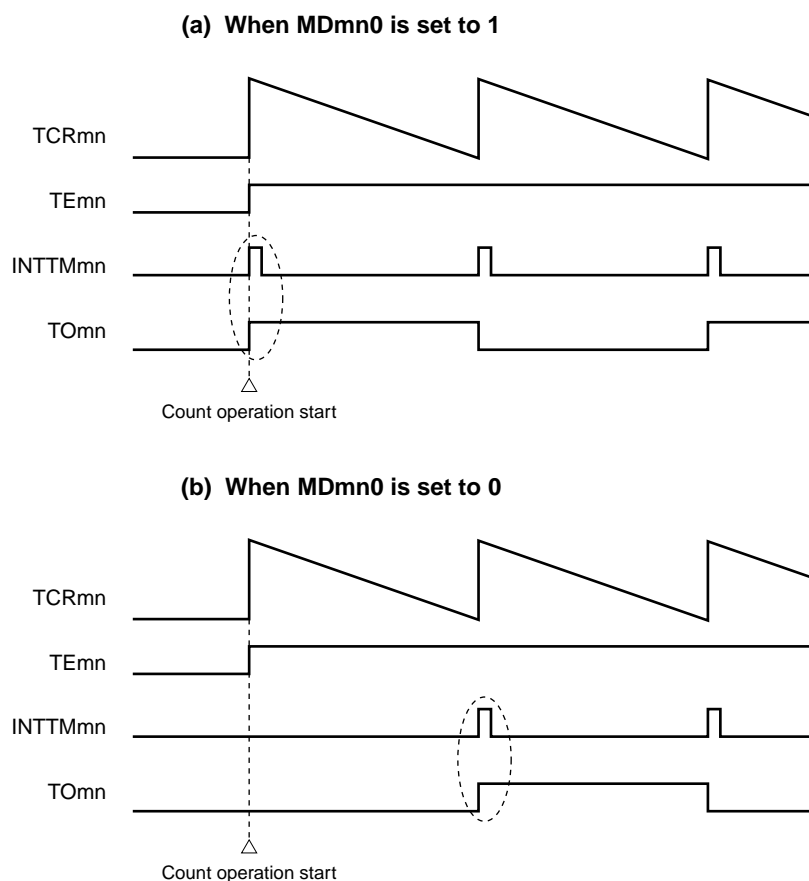 (a) When MDmn0 is set to 1
TCRmn
TEmn
INTTMmn
TOmn
Count operation start
(b) When MDmn0 is set to 0
TCRmn
TEmn
INTTMmn
TOmn
Count operation start